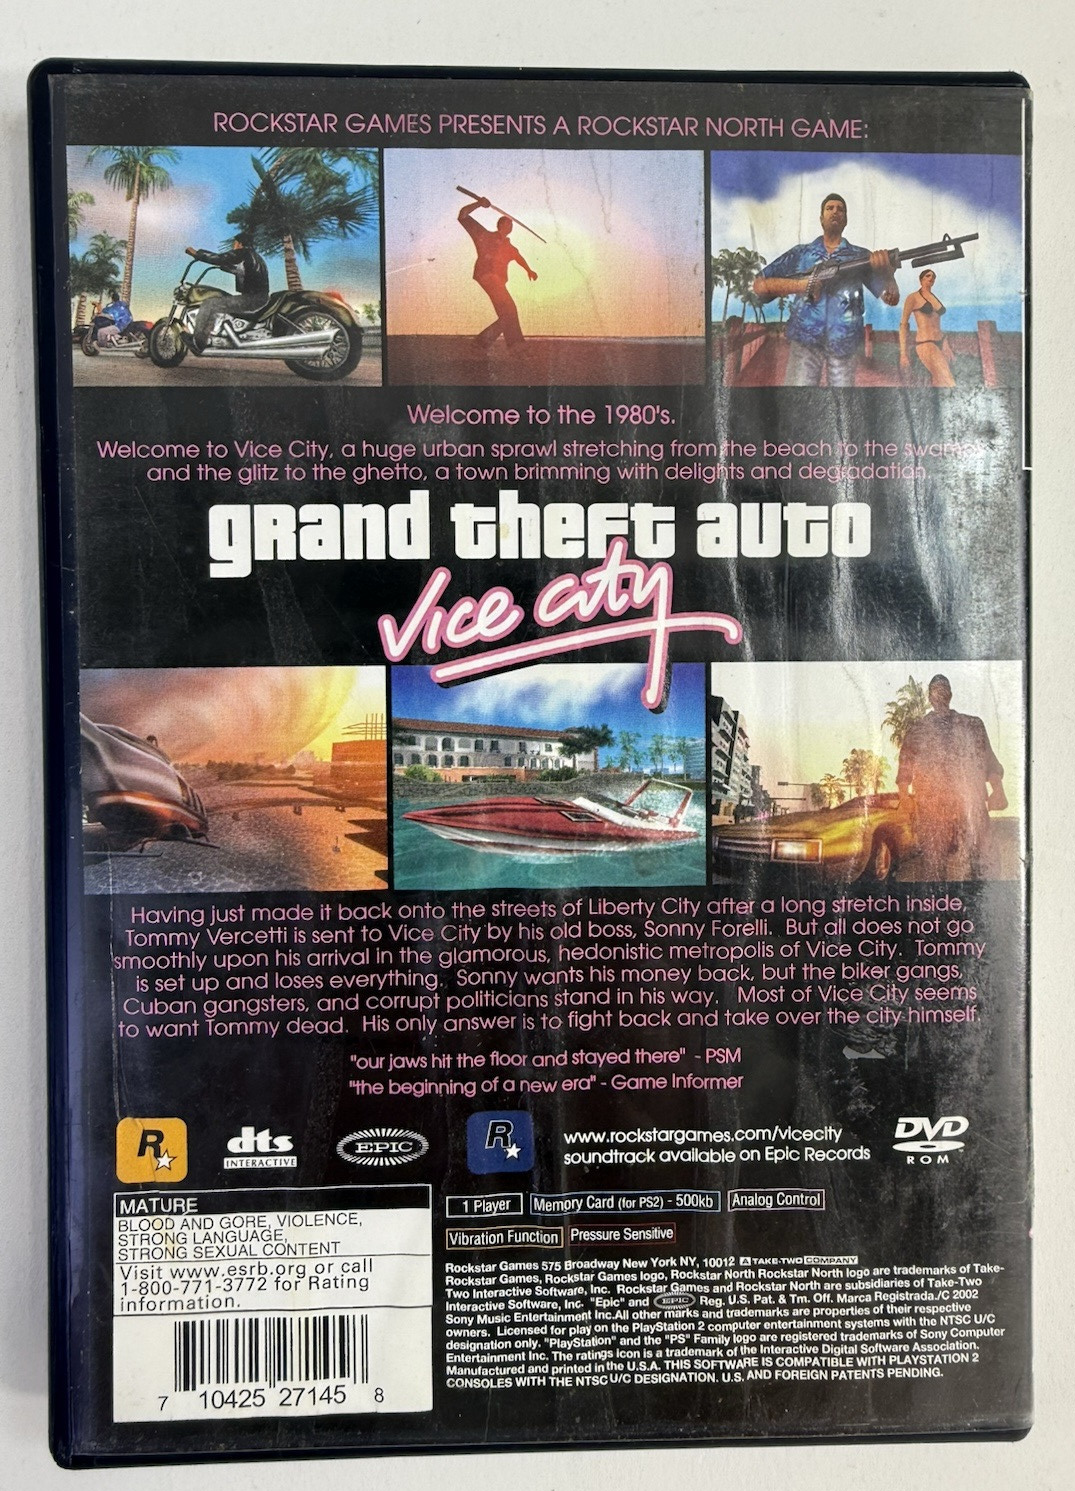 ROCKSTAR GAMES PRESENTS A ROCKSTAR NORTH GAME:
Welcome to the 1980's.
Welcome to Vice City, a huge urban sprawl stretching from the beach to the swamps
and the glitz to the ghetto, a town brimming with delights and degradation.
grand theft auto
Vice City
Having just made it back onto the streets of Liberty City after a long stretch inside,
Tommy Vercetti is sent to Vice City by his old boss, Sonny Forelli. But all does not go
smoothly upon his arrival in the glamorous, hedonistic metropolis of Vice City. Tommy
is set up and loses everything. Sonny wants his money back, but the biker gangs,
Cuban gangsters, and corrupt politicians stand in his way. Most of Vice City seems
to want Tommy dead. His only answer is to fight back and take over the city himself.
"our jaws hit the floor and stayed there" - PSM
"the beginning of a new era" - Game Informer
R
dts
INTERACTIVE
EPIC
R
www.rockstargames.com/vicecity
soundtrack available on Epic Records
DVD
ROM
MATURE
BLOOD AND GORE, VIOLENCE,
STRONG LANGUAGE,
STRONG SEXUAL CONTENT
Visit www.esrb.org or call
1-800-771-3772 for Rating
information.
7 10425 27145 8
1 Player Memory Card (for PS2) - 500kb Analog Control
Vibration Function Pressure Sensitive
Rockstar Games 575 Broadway New York NY, 10012 A TAKE-TWO COMPANY
Rockstar Games, Rockstar Games logo, Rockstar North Rockstar North logo are trademarks of Take-
Two Interactive Software, Inc. Rockstar Games and Rockstar North are subsidiaries of Take-Two
Interactive Software, Inc. "Epic" and EPIC Reg. U.S. Pat. & Tm. Off. Marca Registrada./C 2002
Sony Music Entertainment Inc.All other marks and trademarks are properties of their respective
owners. Licensed for play on the PlayStation 2 computer entertainment systems with the NTSC U/C
designation only. "PlayStation" and the "PS" Family logo are registered trademarks of Sony Computer
Entertainment Inc. The ratings icon is a trademark of the Interactive Digital Software Association.
Manufactured and printed in the U.S.A. THIS SOFTWARE IS COMPATIBLE WITH PLAYSTATION 2
CONSOLES WITH THE NTSC U/C DESIGNATION. U.S. AND FOREIGN PATENTS PENDING.